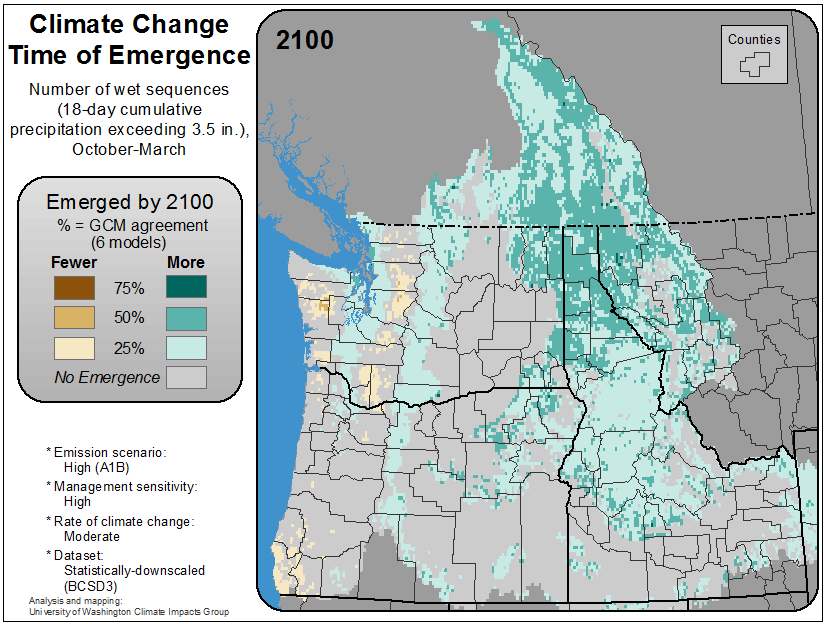 Climate Change
Time of Emergence
Number of wet sequences
(18-day cumulative
precipitation exceeding 3.5 in.),
October-March
Emerged by 2100
% = GCM agreement
(6 models)
Fewer More
75%
50%
25%
No Emergence
* Emission scenario:
High (A1B)
* Management sensitivity:
High
* Rate of climate change:
Moderate
* Dataset:
Statistically-downscaled
(BCSD3)
Analysis and mapping:
University of Washington Climate Impacts Group
2100
Counties